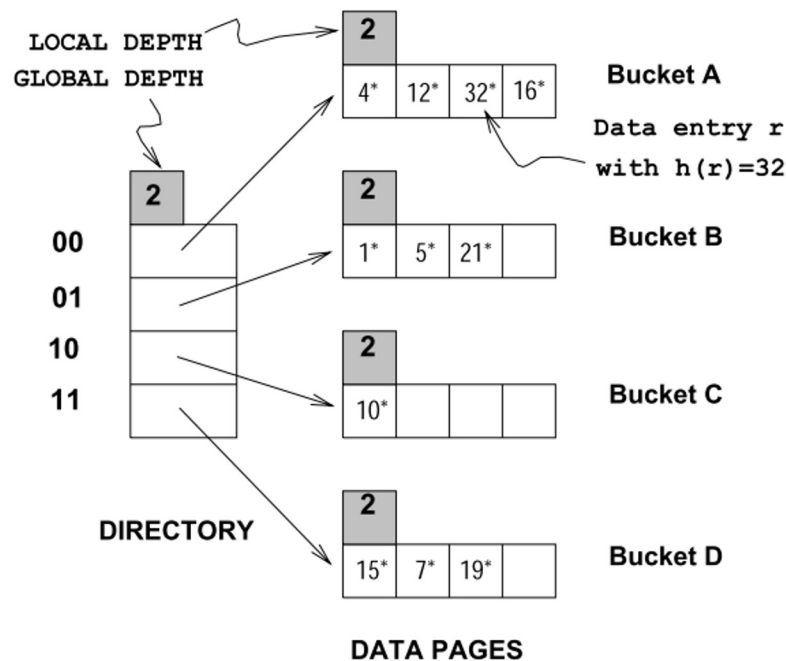 LOCAL DEPTH
GLOBAL DEPTH
2
4* 12* 32* 16*
Bucket A
Data entry r
with h(r)=32
2
00
01
10
11
DIRECTORY
2
1* 5* 21*
Bucket B
2
10*
Bucket C
2
15* 7* 19*
Bucket D
DATA PAGES